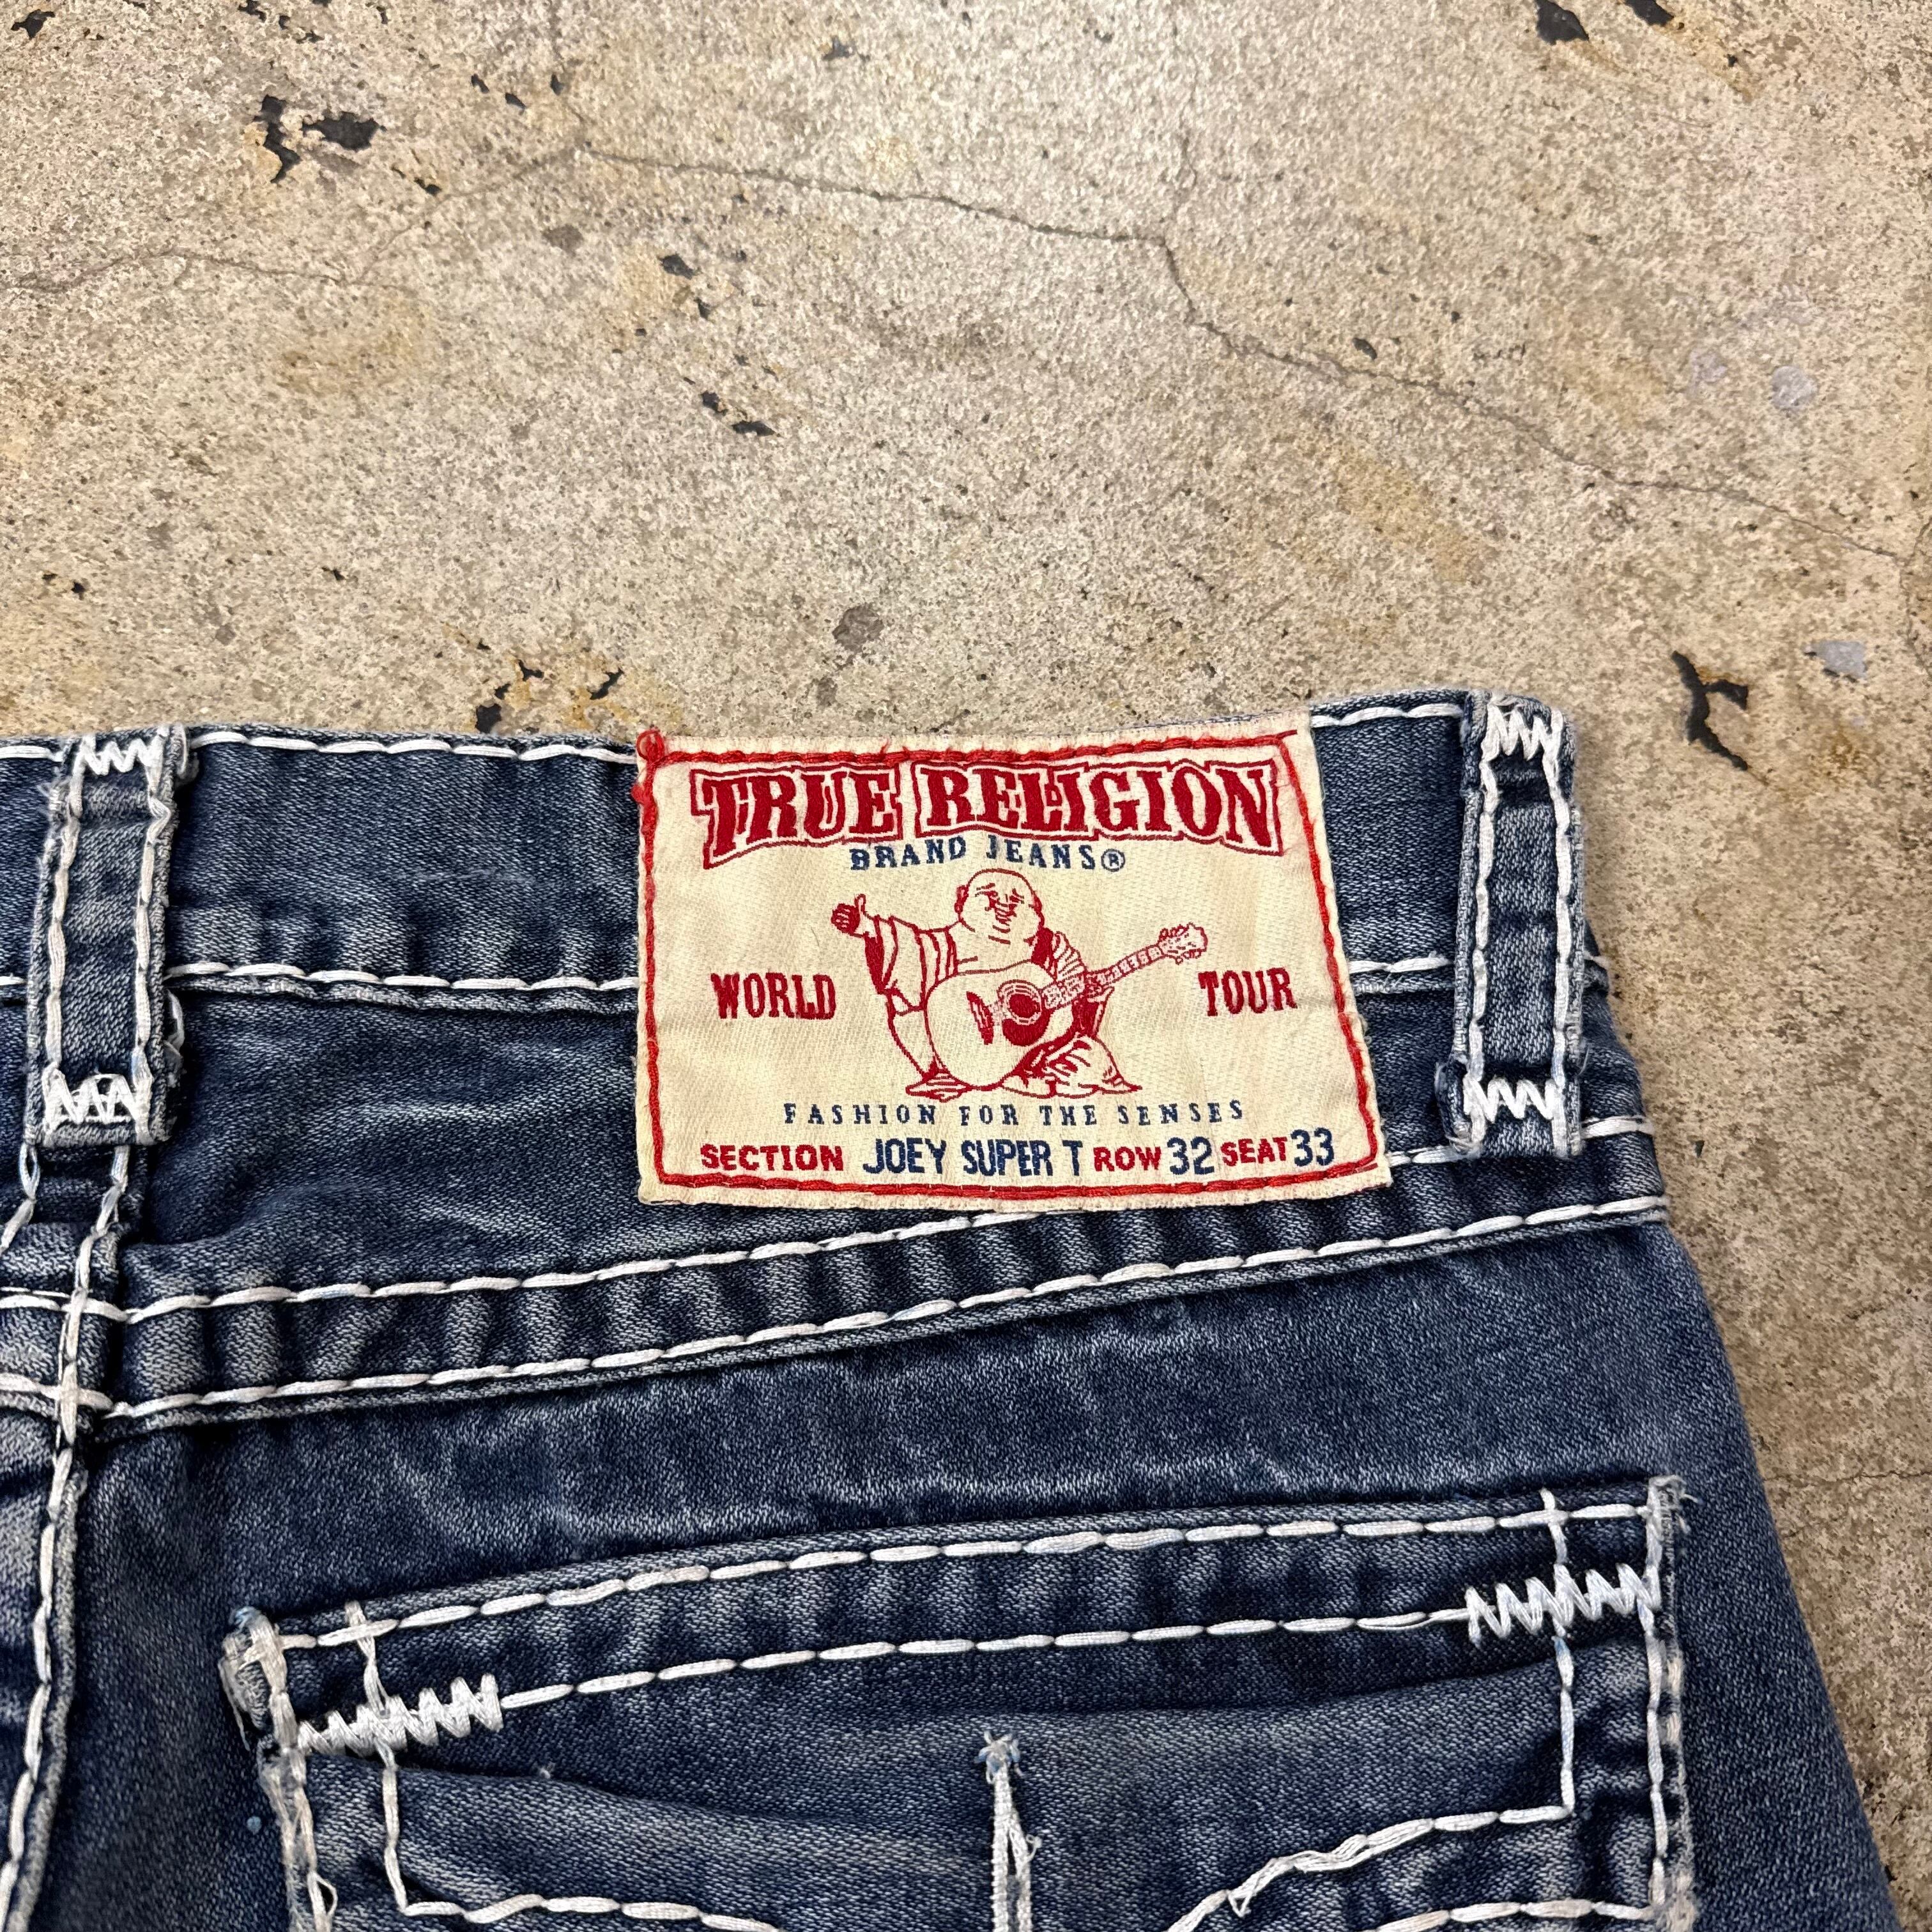 TRUE RELIGION
BRAND JEANS®
WORLD TOUR
FASHION FOR THE SENSES
SECTION JOEY SUPER T ROW 32 SEAT 33